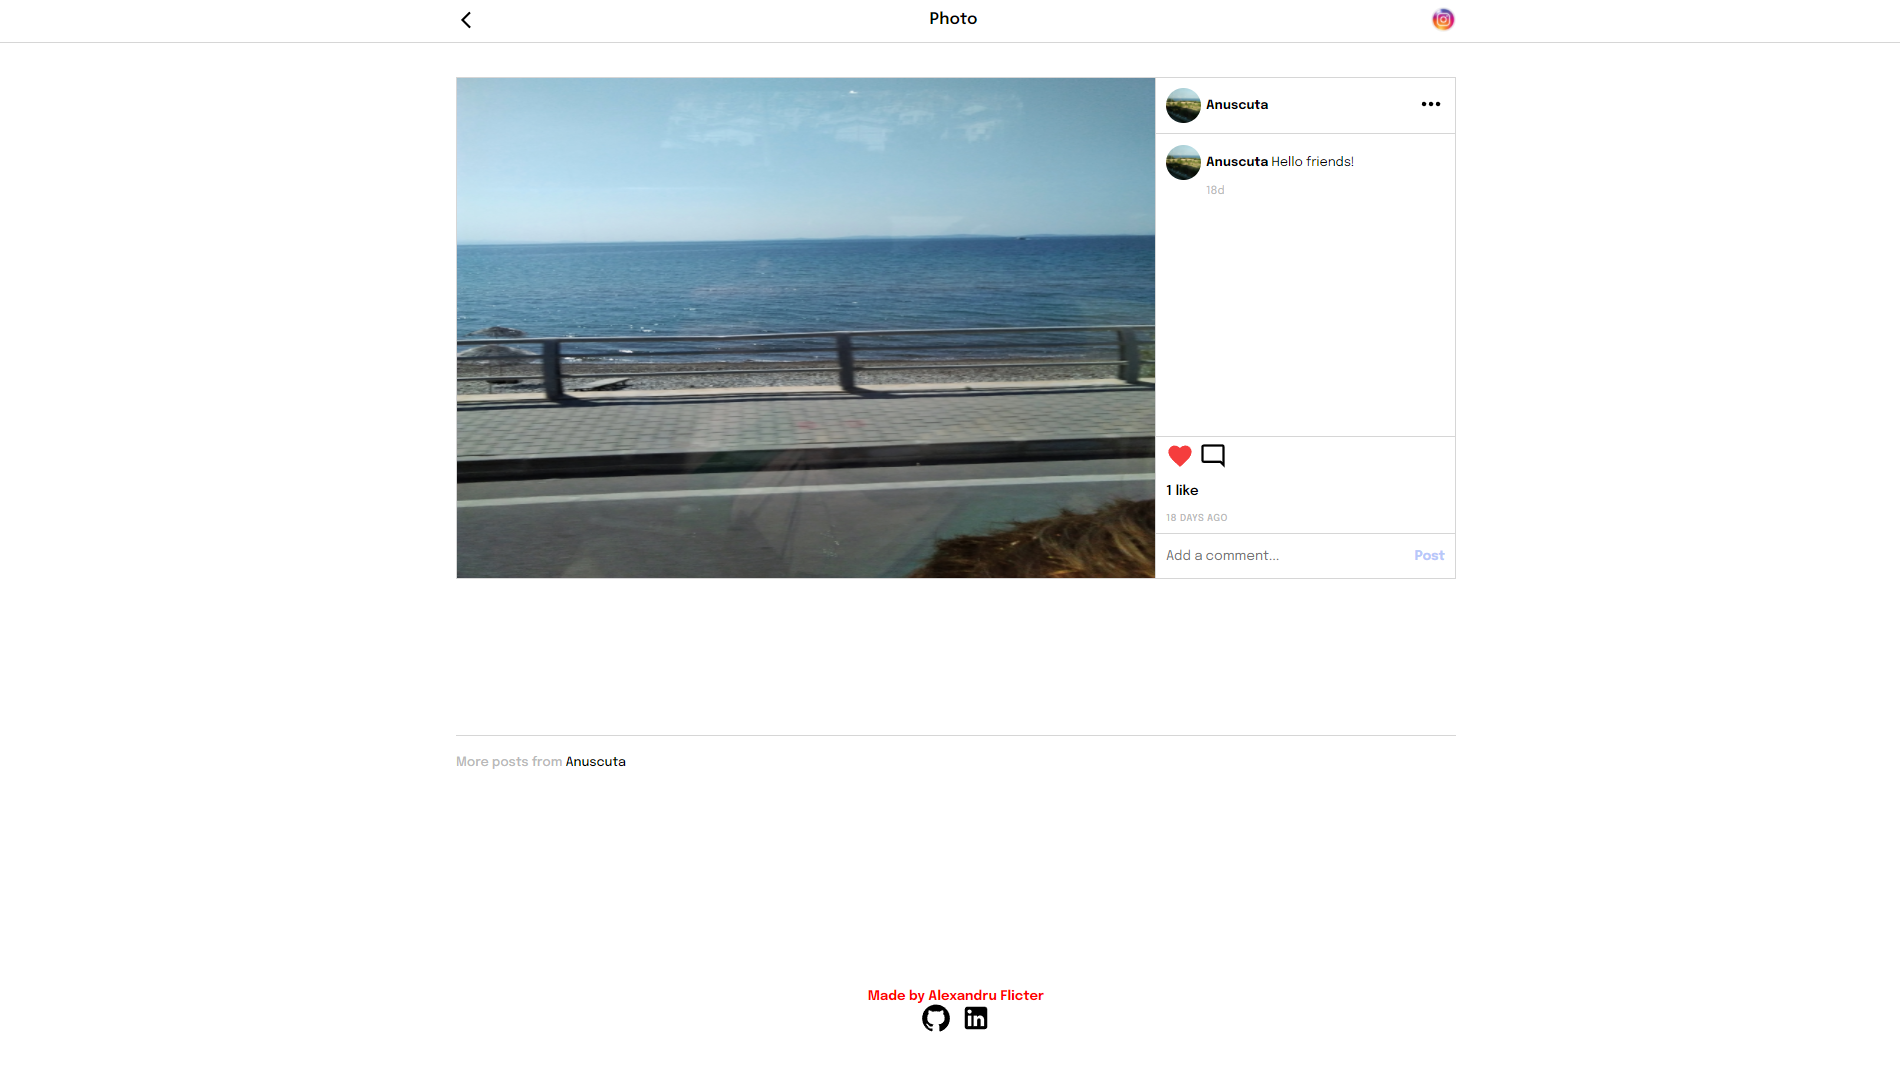 Photo
Anuscuta
Anuscuta Hello friends!
18d
1 like
18 DAYS AGO
Add a comment...
Post
More posts from Anuscuta
Made by Alexandru Flicter